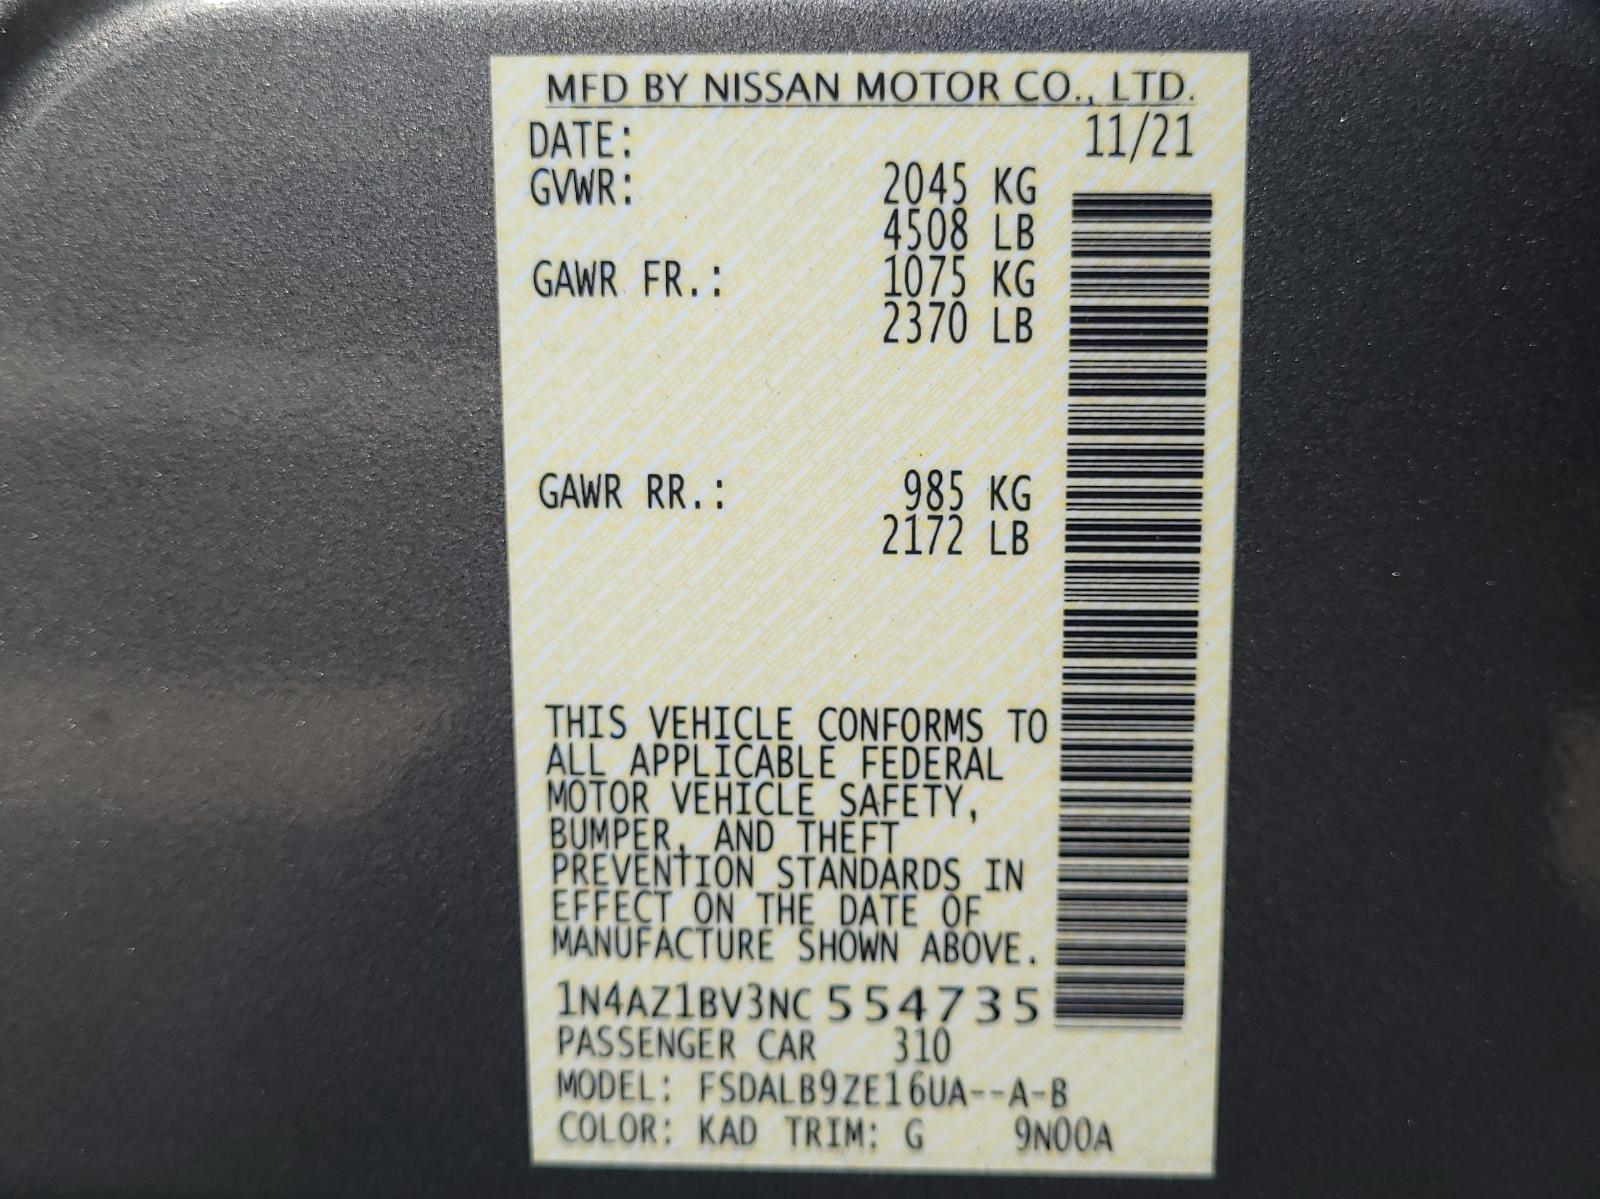 MFD BY NISSAN MOTOR CO., LTD.
DATE: 11/21
GVWR: 2045 KG
4508 LB
GAWR FR.: 1075 KG
2370 LB
GAWR RR.: 985 KG
2172 LB
THIS VEHICLE CONFORMS TO
ALL APPLICABLE FEDERAL
MOTOR VEHICLE SAFETY,
BUMPER, AND THEFT
PREVENTION STANDARDS IN
EFFECT ON THE DATE OF
MANUFACTURE SHOWN ABOVE.
1N4AZ1BV3NC554735
PASSENGER CAR 310
MODEL: FSDALB9ZE16UA--A-B
COLOR: KAD TRIM: G 9N00A